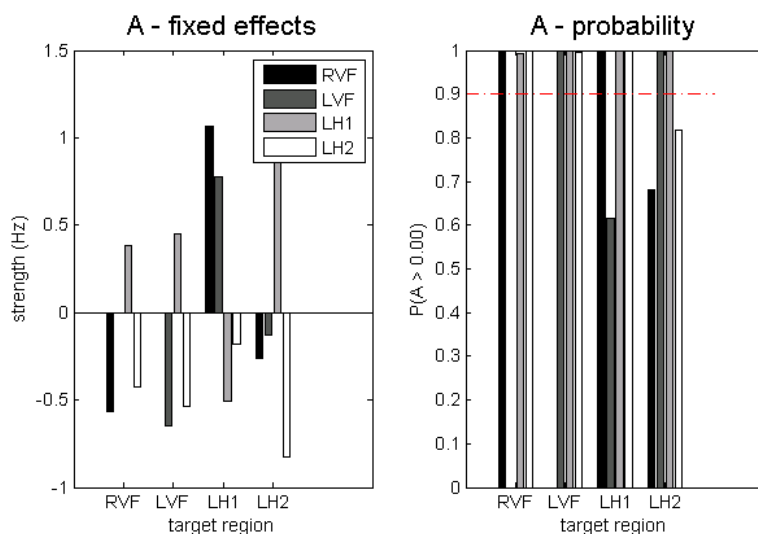 A - fixed effects
1.5
1
0.5
0
-0.5
-1
strength (Hz)
RVF
LVF
LH1
LH2
RVF LVF LH1 LH2
target region
A - probability
1
0.9
0.8
0.7
0.6
0.5
0.4
0.3
0.2
0.1
0
P(A > 0.00)
RVF LVF LH1 LH2
target region